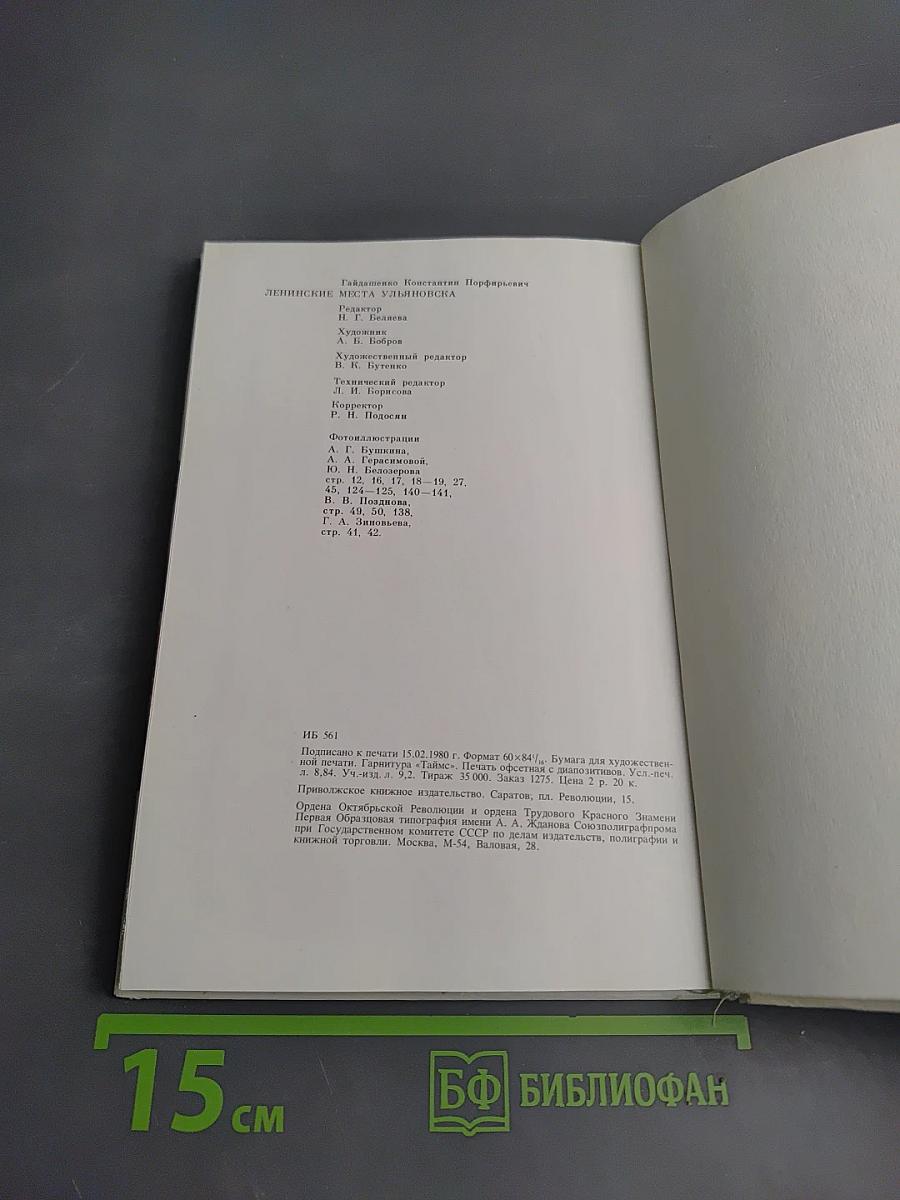 Гайдашенко Константин Порфирьевич
ЛЕНИНСКИЕ МЕСТА УЛЬЯНОВСКА
Редактор
Н. Г. Беляева
Художник
А. Б. Бобров
Художественный редактор
В. К. Бутенко
Технический редактор
Л. И. Борисова
Корректор
Р. Н. Подосян
Фотоиллюстрации
А. Г. Бушкина,
А. А. Герасимовой,
Ю. Н. Белозерова
стр. 12, 16, 17, 18—19, 27,
45, 124—125, 140—141,
В. В. Позднова,
стр. 49, 50, 138,
Г. А. Зиновьева,
стр. 41, 42.
ИБ 561
Подписано к печати 15.02.1980 г. Формат 60×84¹/₁₆. Бумага для художествен-
ной печати. Гарнитура «Таймс». Печать офсетная с диапозитивов. Усл.-печ.
л. 8,84. Уч.-изд. л. 9,2. Тираж 35 000. Заказ 1275. Цена 2 р. 20 к.
Приволжское книжное издательство. Саратов, пл. Революции, 15.
Ордена Октябрьской Революции и ордена Трудового Красного Знамени
Первая Образцовая типография имени А. А. Жданова Союзполиграфпрома
при Государственном комитете СССР по делам издательств, полиграфии и
книжной торговли. Москва, М-54, Валовая, 28.
15 см
БФ БИБЛИОФАН